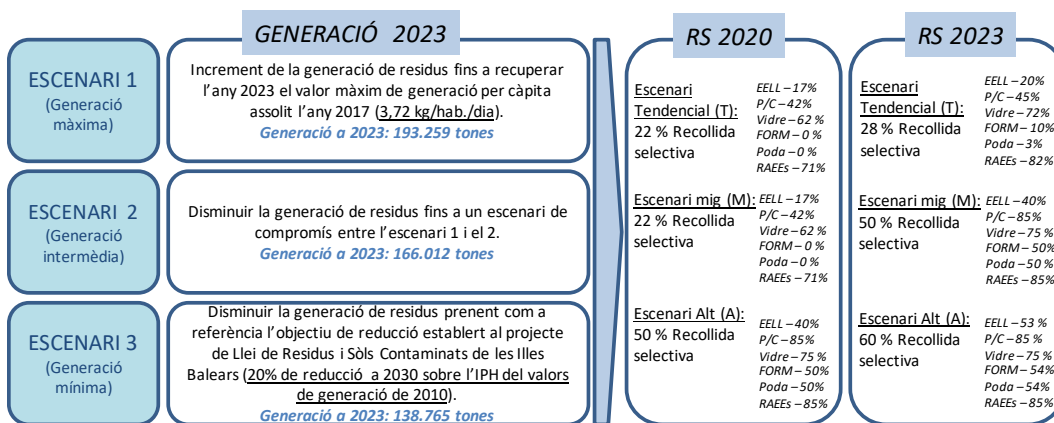 GENERACIÓ 2023
ESCENARI 1
(Generació
màxima)
Increment de la generació de residus fins a recuperar
l'any 2023 el valor màxim de generació per càpita
assolit l'any 2017 (3,72 kg/hab./dia).
Generació a 2023: 193.259 tones
ESCENARI 2
(Generació
intermèdia)
Disminuir la generació de residus fins a un escenari de
compromís entre l'escenari 1 i el 2.
Generació a 2023: 166.012 tones
ESCENARI 3
(Generació
mínima)
Disminuir la generació de residus prenent com a
referència l'objectiu de reducció establert al projecte
de Llei de Residus i Sòls Contaminats de les Illes
Balears (20% de reducció a 2030 sobre l'IPH del valors
de generació de 2010).
Generació a 2023: 138.765 tones
RS 2020
Escenari
Tendencial (T):
22 % Recollida
selectiva
EELL – 17%
P/C – 42%
Vidre – 62 %
FORM – 0 %
Poda – 0 %
RAEEs – 71%
Escenari mig (M):
22 % Recollida
selectiva
EELL – 17%
P/C – 42%
Vidre – 62 %
FORM – 0 %
Poda – 0 %
RAEEs – 71%
Escenari Alt (A):
50 % Recollida
selectiva
EELL – 40%
P/C – 85%
Vidre – 75 %
FORM – 50%
Poda – 50%
RAEEs – 85%
RS 2023
Escenari
Tendencial (T):
28 % Recollida
selectiva
EELL – 20%
P/C – 45%
Vidre – 72%
FORM – 10%
Poda – 3%
RAEEs – 82%
Escenari mig (M):
50 % Recollida
selectiva
EELL – 40%
P/C – 85%
Vidre – 75 %
FORM – 50%
Poda – 50 %
RAEEs – 85%
Escenari Alt (A):
60 % Recollida
selectiva
EELL – 53 %
P/C – 85 %
Vidre – 75 %
FORM – 54%
Poda – 54%
RAEEs – 85%